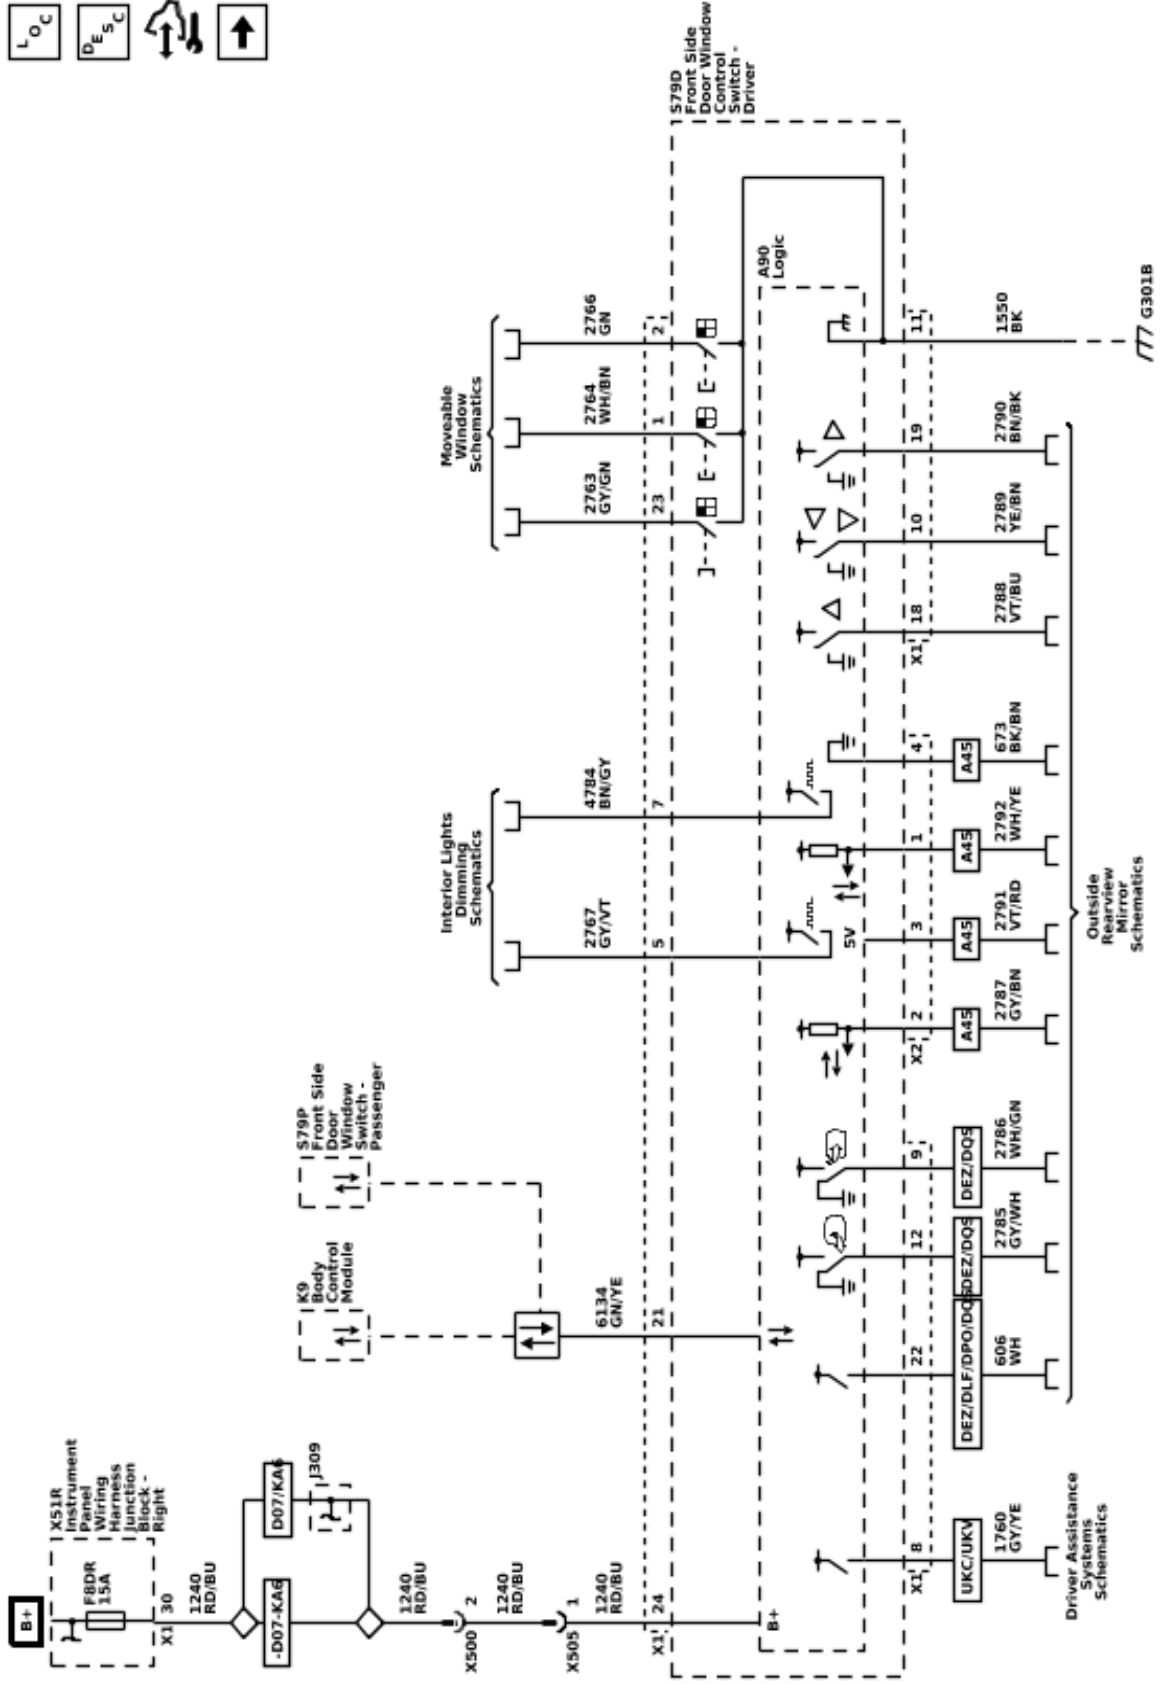 LOC
DESC
B+
X51R
Instrument
Panel
Wiring
Harness
Junction
Block -
Right
F8DR
15A
X1
30
1240
RD/BU
-D07-KA6
D07/KA6
J309
1240
RD/BU
X500
2
1240
RD/BU
X505
1
1240
RD/BU
X1
24
B+
K9
Body
Control
Module
S79P
Front Side
Door
Window
Switch -
Passenger
6134
GN/YE
21
Interior Lights
Dimming
Schematics
2767
GY/VT
5
4784
BN/GY
7
Moveable
Window
Schematics
2763
GY/GN
23
2764
WH/BN
1
2766
GN
2
S79D
Front Side
Door Window
Control
Switch -
Driver
A90
Logic
5V
X1
8
UKC/UKV
1760
GY/YE
Driver Assistance
Systems
Schematics
22
DEZ/DLF/DPO/DQS
606
WH
12
DEZ/DQS
2785
GY/WH
9
DEZ/DQS
2786
WH/GN
X2
2
A45
2787
GY/BN
3
A45
2791
VT/RD
1
A45
2792
WH/YE
4
A45
673
BK/BN
X1
18
2788
VT/BU
10
2789
YE/BN
19
2790
BN/BK
11
1550
BK
G301B
Outside
Rearview
Mirror
Schematics